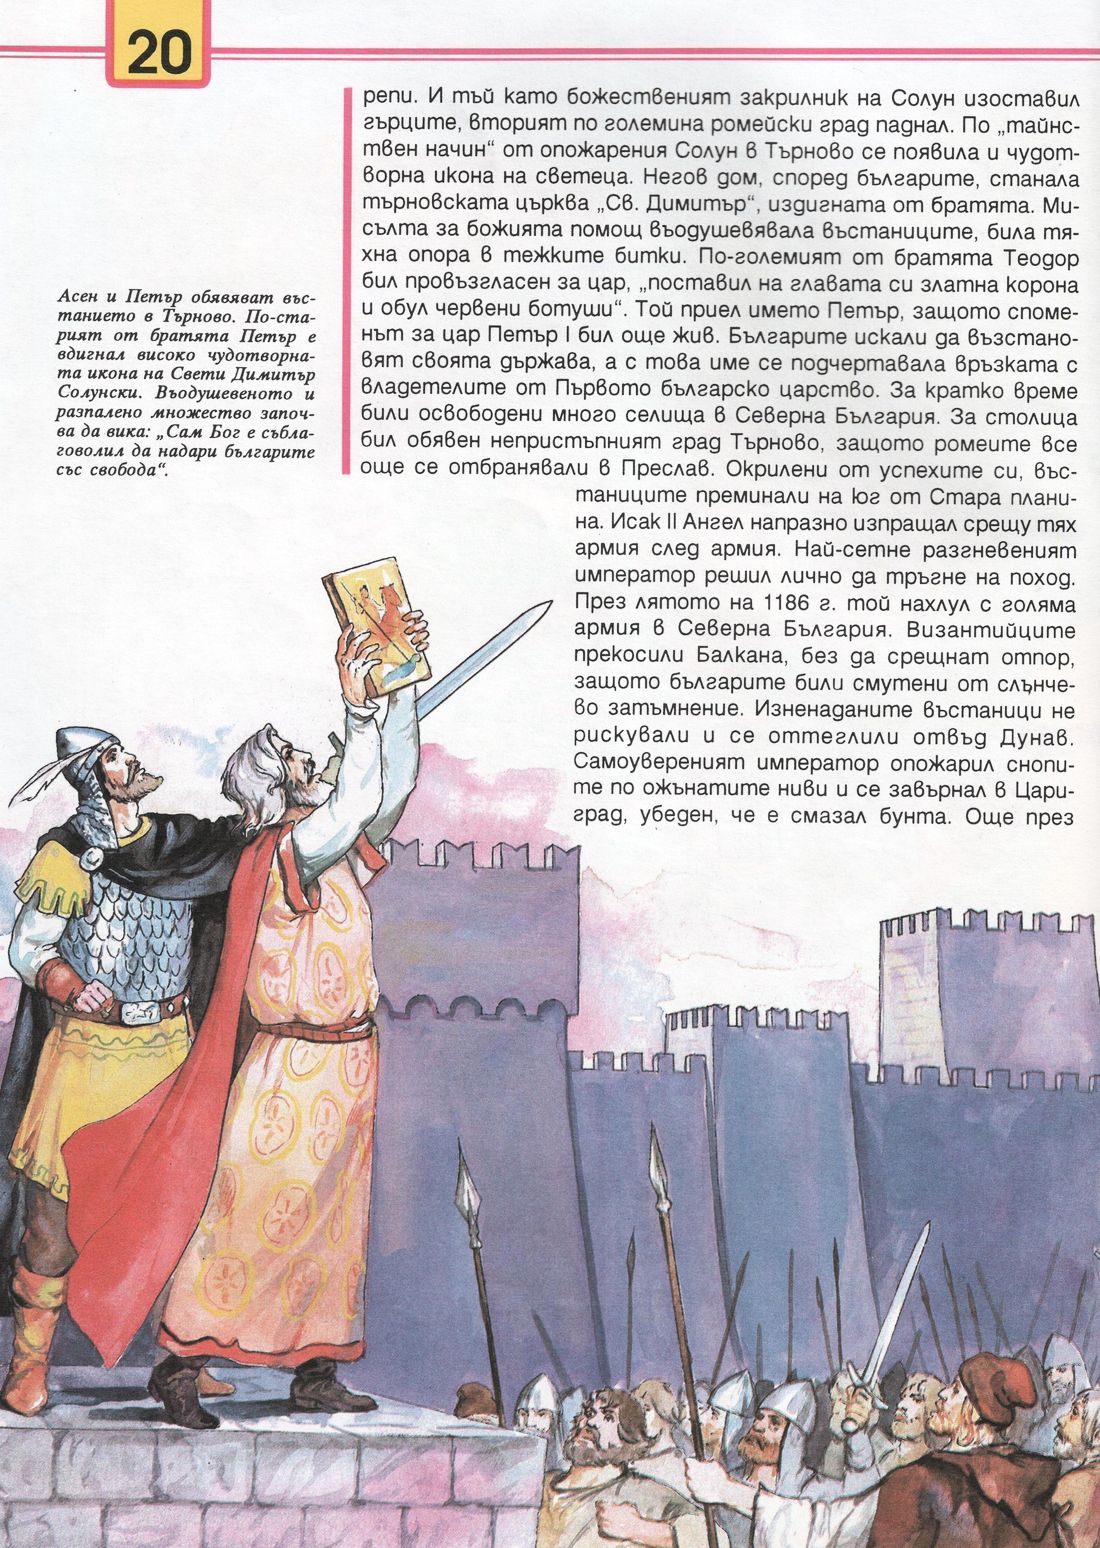 20
репи. И тъй като божественият закрилник на Солун изоставил
гърците, вторият по големина ромейски град паднал. По „тайнс-
твен начин“ от опожарения Солун в Търново се появила и чудот-
ворна икона на светеца. Негов дом, според българите, станала
търновската църква „Св. Димитър“, издигната от братята. Ми-
сълта за божията помощ въодушевявала въстаниците, била тя-
хна опора в тежките битки. По-големият от братята Теодор
бил провъзгласен за цар, „поставил на главата си златна корона
и обул червени ботуши“. Той приел името Петър, защото споме-
нът за цар Петър I бил още жив. Българите искали да възстано-
вят своята държава, а с това име се подчертавала връзката с
владетелите от Първото българско царство. За кратко време
били освободени много селища в Северна България. За столица
бил обявен непристъпният град Търново, защото ромеите все
още се отбранявали в Преслав. Окрилени от успехите си, въс-
таниците преминали на юг от Стара плани-
на. Исак II Ангел напразно изпращал срещу тях
армия след армия. Най-сетне разгневеният
император решил лично да тръгне на поход.
През лятото на 1186 г. той нахлул с голяма
армия в Северна България. Византийците
прекосили Балкана, без да срещнат отпор,
защото българите били смутени от слънче-
во затъмнение. Изненаданите въстаници не
рискували и се оттеглили отвъд Дунав.
Самоувереният император опожарил снопи-
те по ожънатите ниви и се завърнал в Цари-
град, убеден, че е смазал бунта. Още през
Асен и Петър обявяват въс-
танието в Търново. По-ста-
рият от братята Петър е
вдигнал високо чудотворна-
та икона на Свети Димитър
Солунски. Въодушевеното и
разпалено множество започ-
ва да вика: „Сам Бог е събла-
говолил да надари българите
със свобода“.